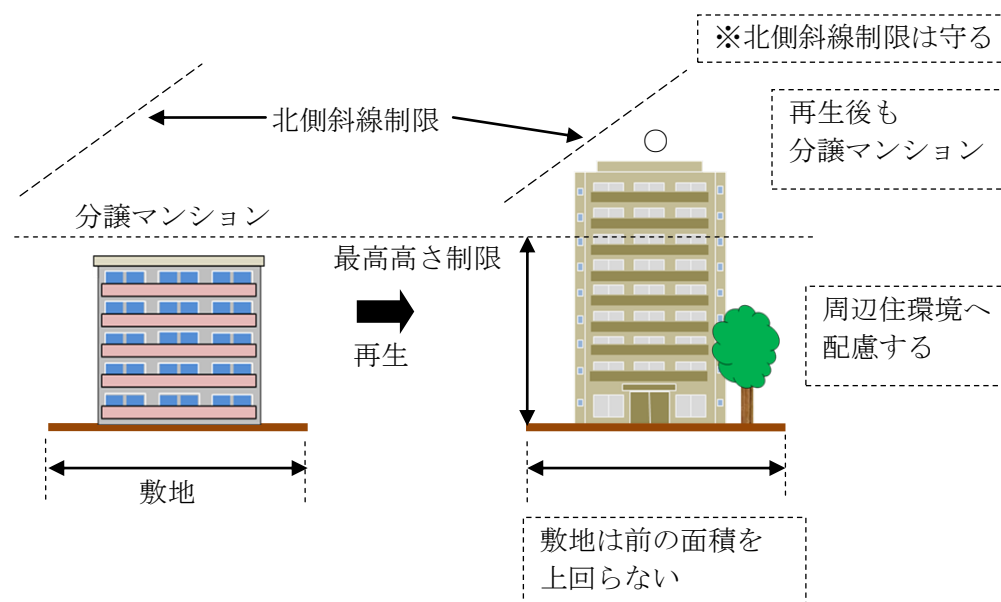 ※北側斜線制限は守る
北側斜線制限
○
再生後も
分譲マンション
分譲マンション
最高高さ制限
再生
周辺住環境へ
配慮する
敷地
敷地は前の面積を
上回らない